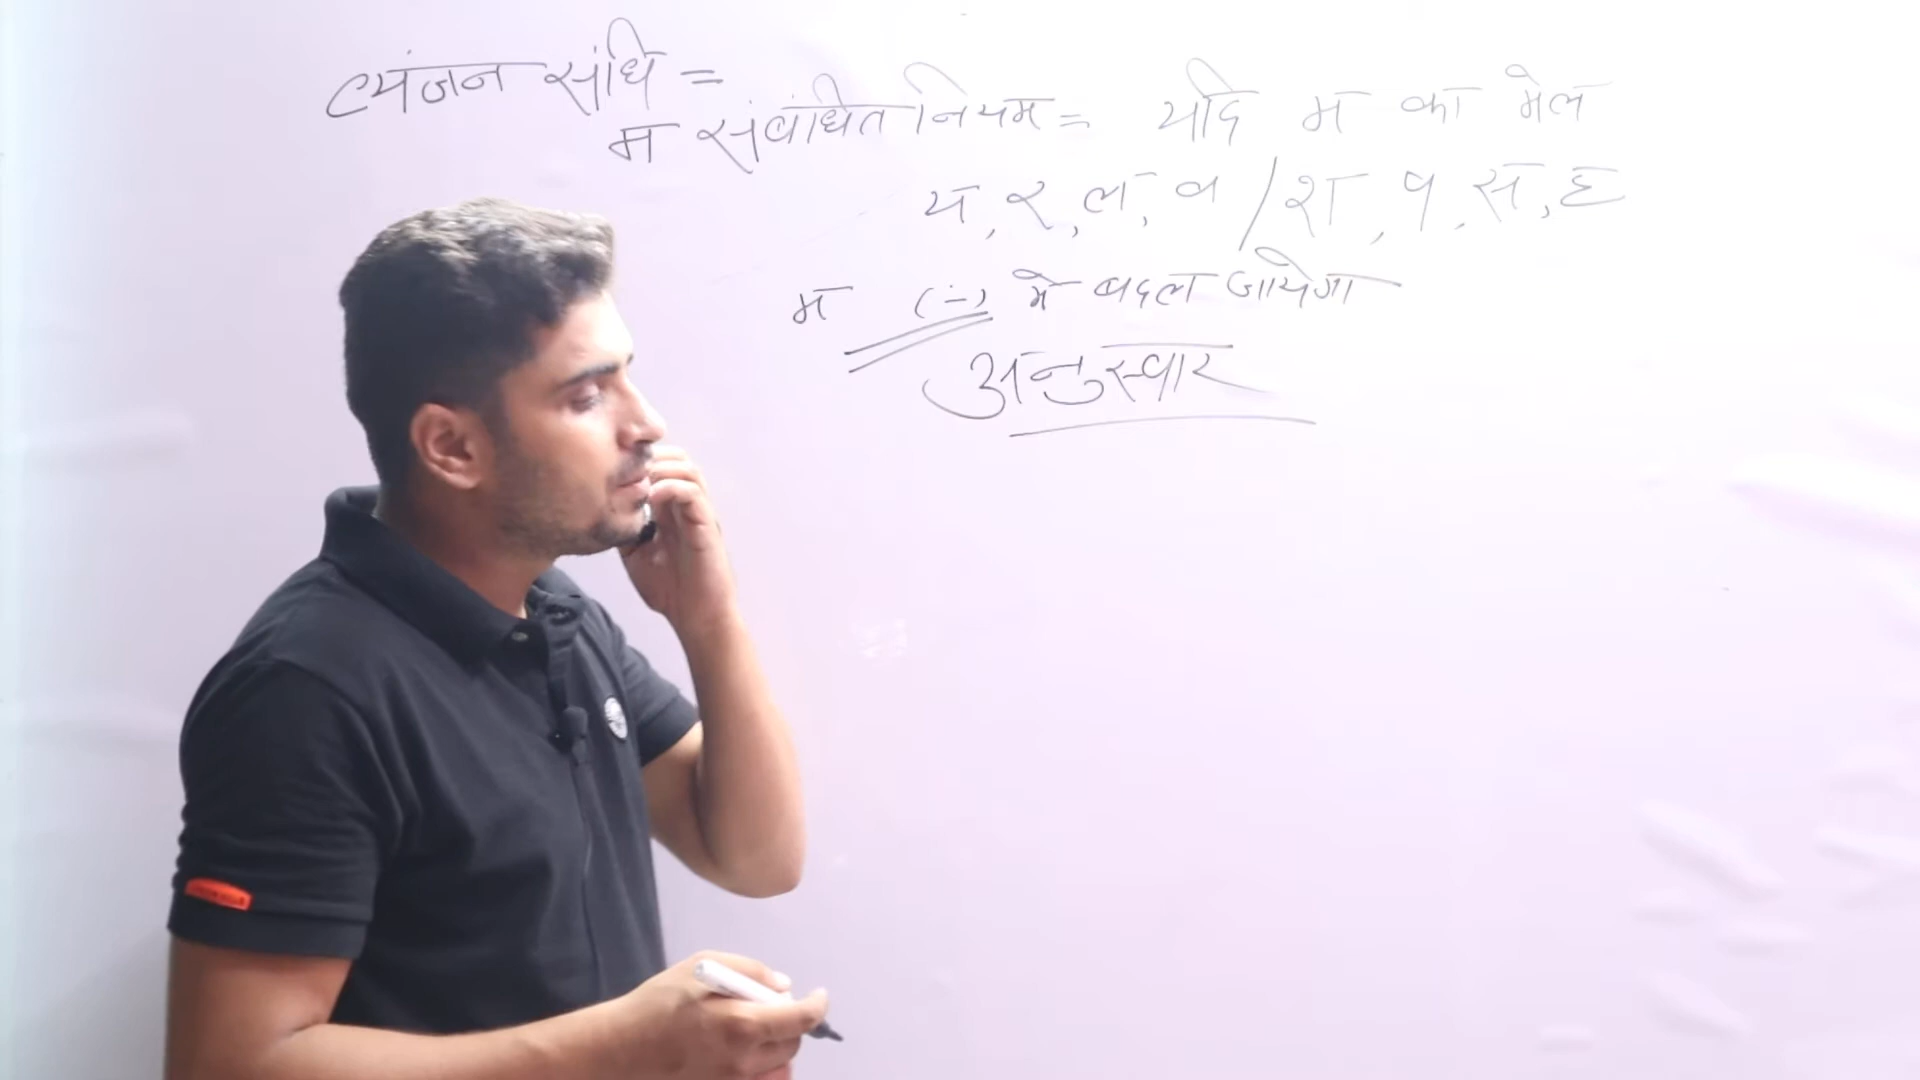 व्यंजन संधि =
म संबंधित नियम = यदि म का मेल
य, र, ल, व / श, ष, स, ह
म (ـं) मे बदल जायेगा
अनुस्वार